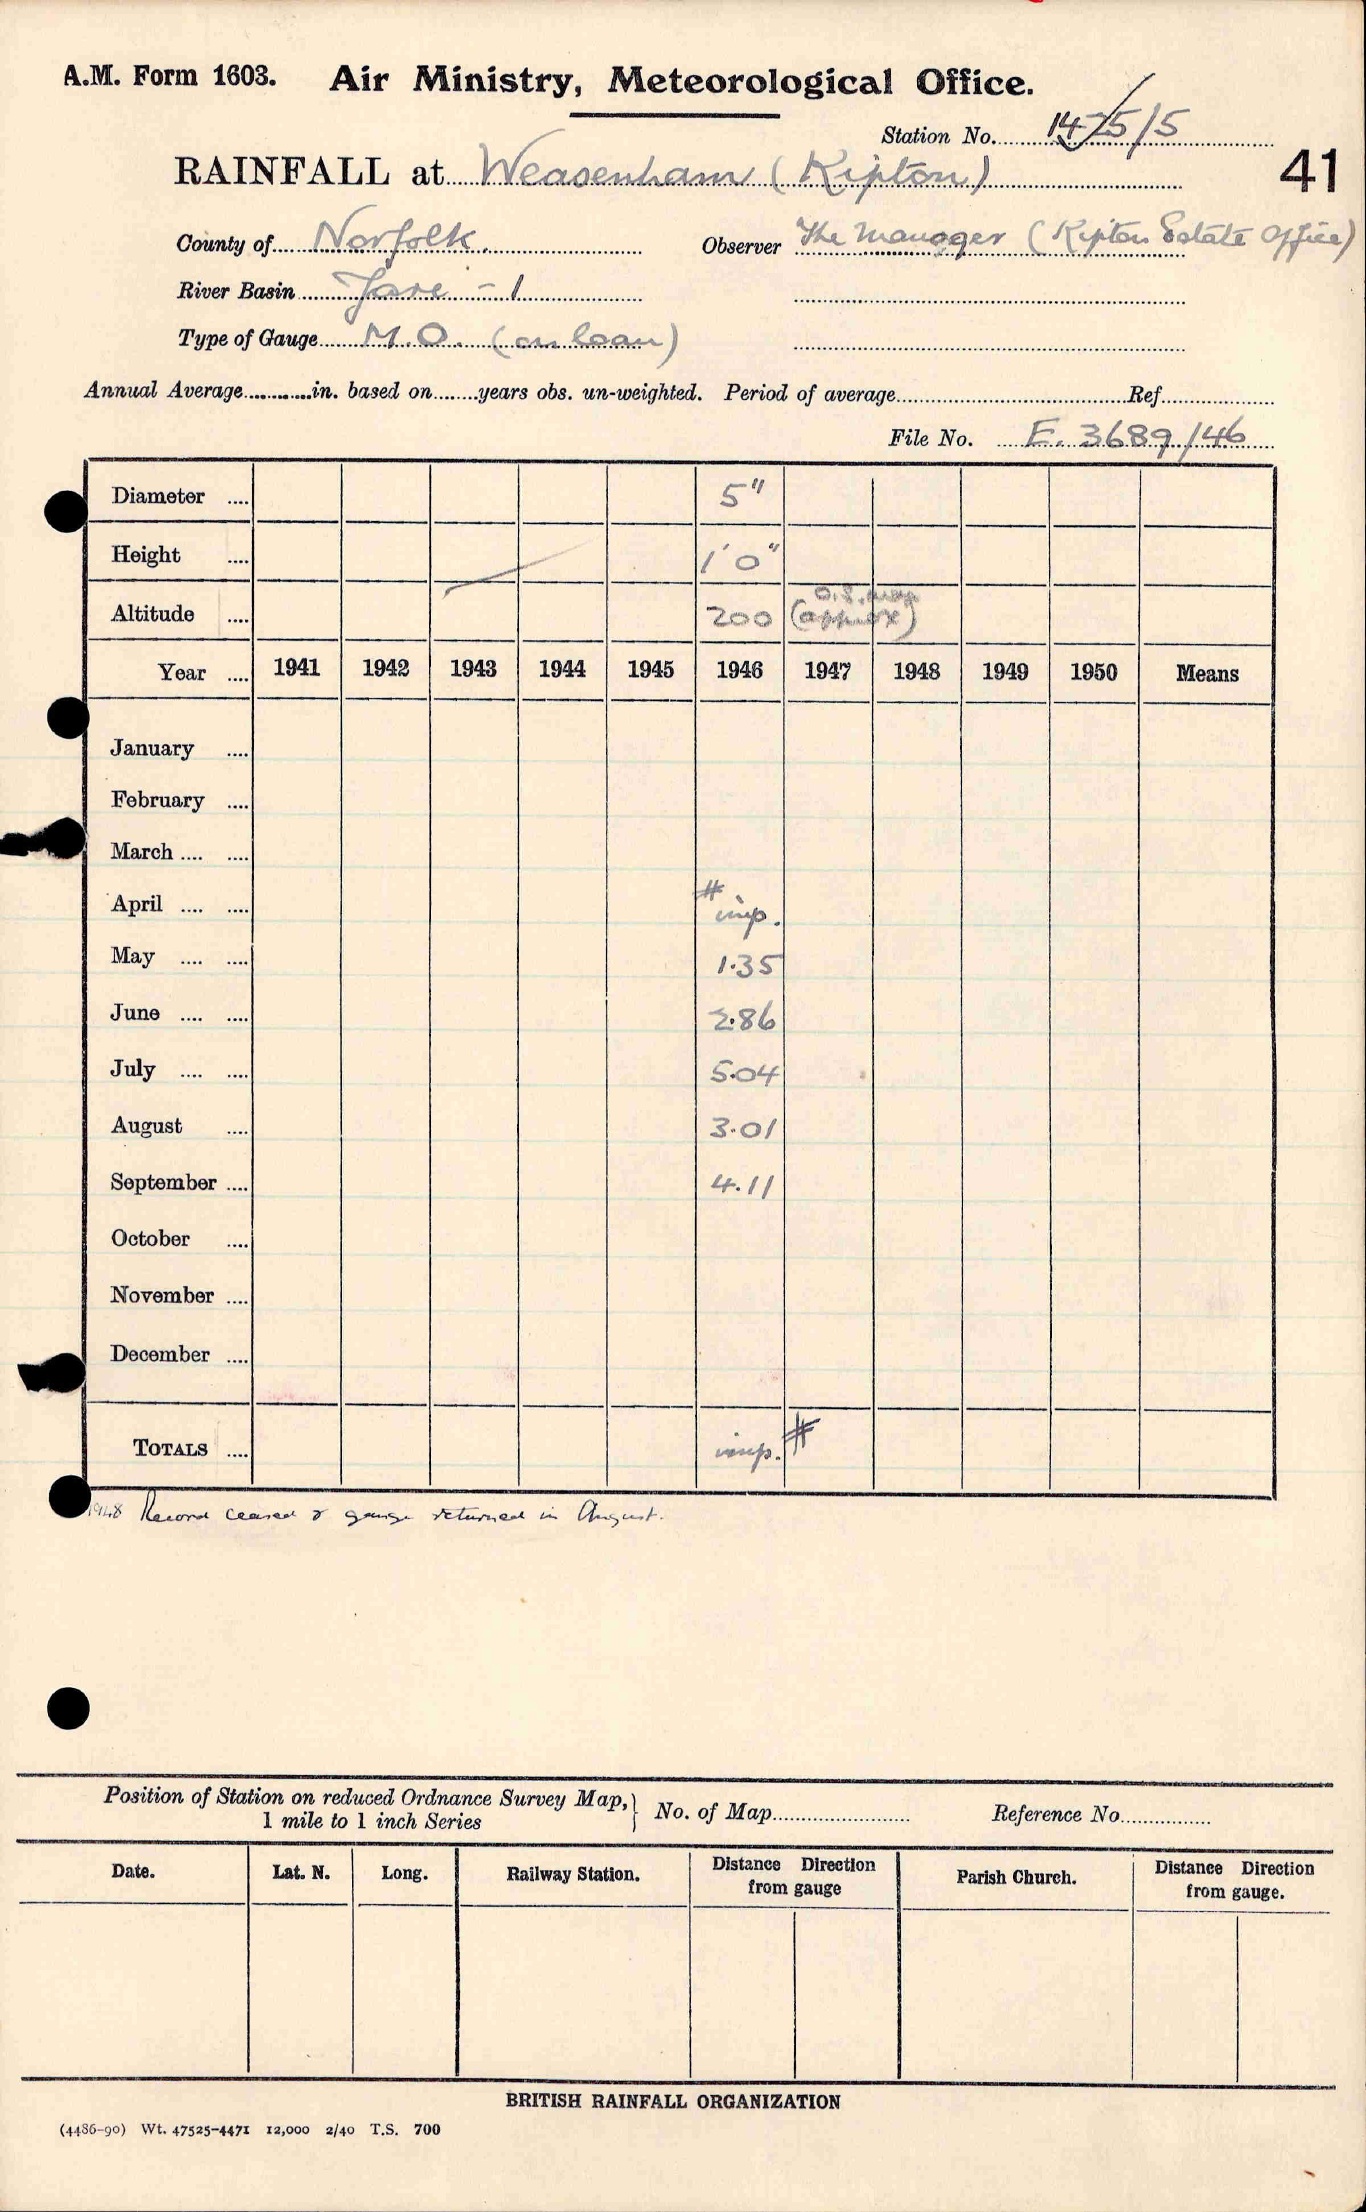 A.M. Form 1603. Air Ministry, Meteorological Office.
Station No. 1475/5
41
RAINFALL at Weasenham (Kipton)
County of Norfolk. Observer The Manager (Kipton Estate Office)
River Basin Yare - 1
Type of Gauge M.O. (on loan)
Annual Average............in. based on.......years obs. un-weighted. Period of average........ Ref........
File No. E. 3689/46
Diameter .... 5"
Height .... 1' 0"
Altitude .... 200 (approx) O.S. map
Year .... 1941 1942 1943 1944 1945 1946 1947 1948 1949 1950 Means
January ....
February ....
March .... ....
April .... .... # imp.
May .... .... 1.35
June .... .... 2.86
July .... .... 5.04
August .... 3.01
September .... 4.11
October ....
November ....
December ....
TOTALS .... imp. #
1948 Record ceased & gauge returned in August.
Position of Station on reduced Ordnance Survey Map,} No. of Map........ Reference No........
1 mile to 1 inch Series
Date. Lat. N. Long. Railway Station. Distance Direction from gauge Parish Church. Distance Direction from gauge.
BRITISH RAINFALL ORGANIZATION
(4486-90) Wt. 47525-4471 12,000 2/40 T.S. 700